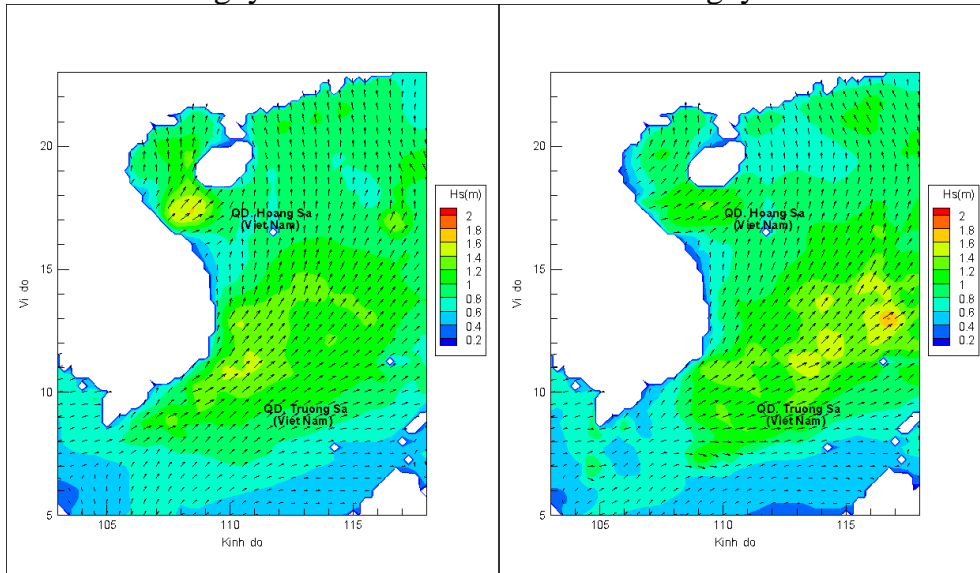 20
15
10
5
Vi do
105
110
115
Kinh do
QD. Hoang Sa
(Viet Nam)
QD. Truong Sa
(Viet Nam)
Hs(m)
2
1.8
1.6
1.4
1.2
1
0.8
0.6
0.4
0.2
20
15
10
5
Vi do
105
110
115
Kinh do
QD. Hoang Sa
(Viet Nam)
QD. Truong Sa
(Viet Nam)
Hs(m)
2
1.8
1.6
1.4
1.2
1
0.8
0.6
0.4
0.2